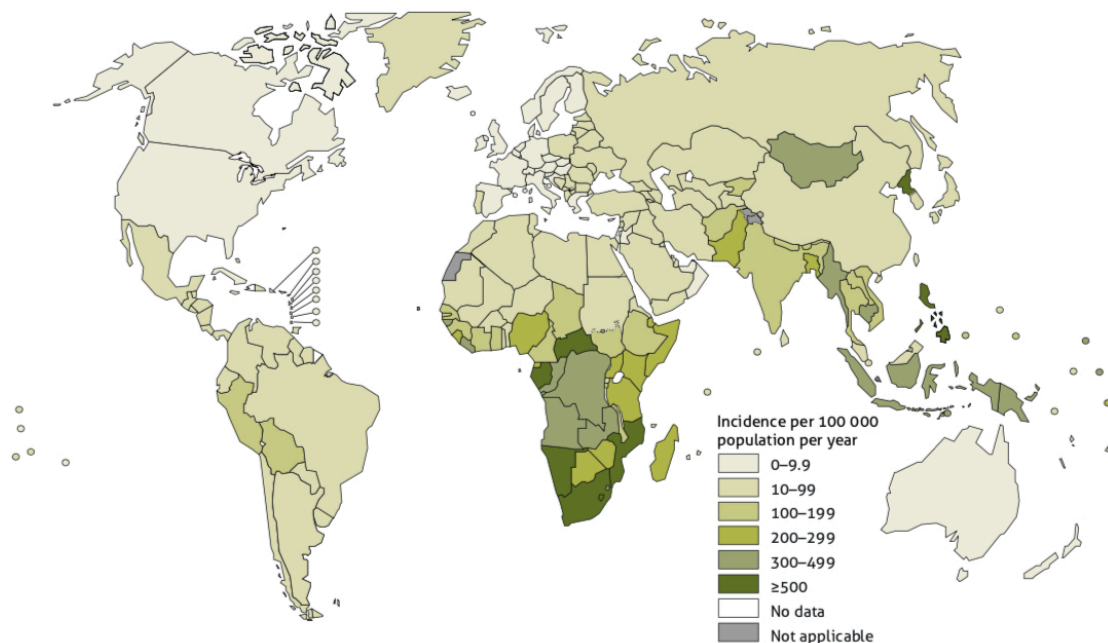 Incidence per 100 000
population per year
0–9.9
10–99
100–199
200–299
300–499
≥500
No data
Not applicable